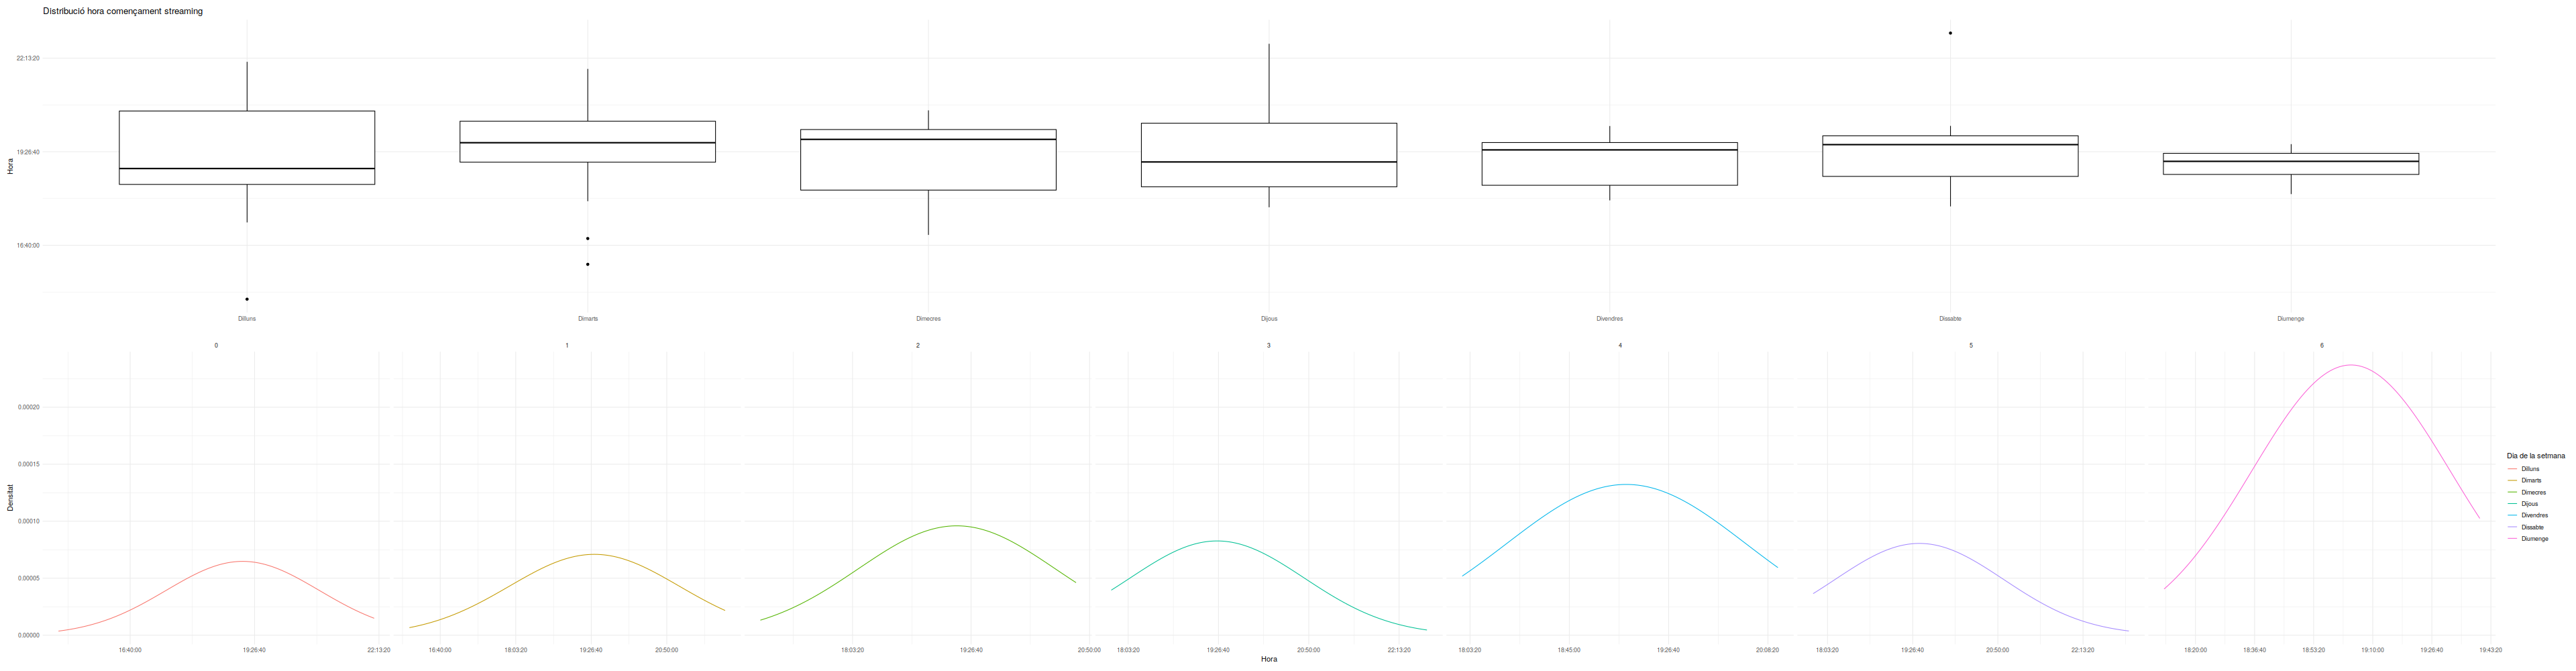 Distribució hora començament streaming
Hora
22:13:20
19:26:40
16:40:00
Dilluns Dimarts Dimecres Dijous Divendres Dissabte Diumenge
0 1 2 3 4 5 6
Densitat
0.00020
0.00015
0.00010
0.00005
0.00000
16:40:00 19:26:40 22:13:20 16:40:00 18:03:20 19:26:40 20:50:00 18:03:20 19:26:40 20:50:00 18:03:20 19:26:40 20:50:00 22:13:20 18:03:20 18:45:00 19:26:40 20:08:20 18:03:20 19:26:40 20:50:00 22:13:20 18:20:00 18:36:40 18:53:20 19:10:00 19:26:40 19:43:20
Hora
Dia de la setmana
Dilluns
Dimarts
Dimecres
Dijous
Divendres
Dissabte
Diumenge